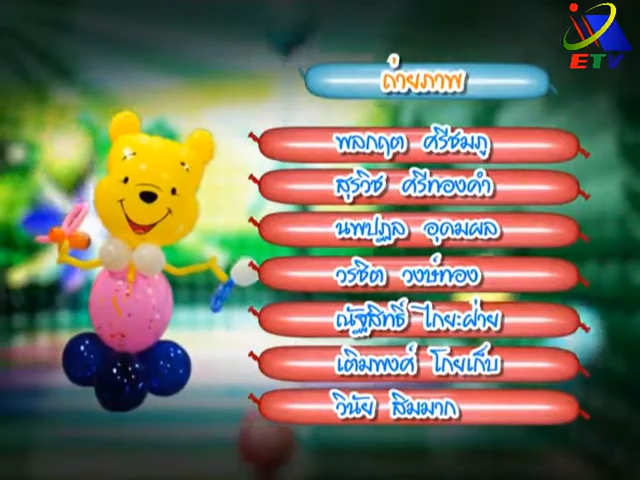 ETV
ถ่ายภาพ
พลกฤต ศรีชมภู
สุรวิช ศรีทองคำ
นพปฎล อุดมผล
วรชิต วงษ์ทอง
ณัฐสิทธิ์ ไกยะฝ่าย
เติมพงศ์ โกยเก็บ
วินัย สิมมาก